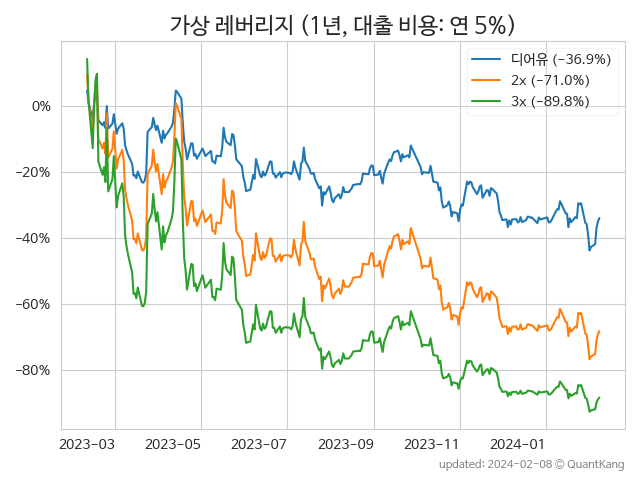 가상 레버리지 (1년, 대출 비용: 연 5%)
디어유 (−36.9%)
2x (−71.0%)
3x (−89.8%)
0%
−20%
−40%
−60%
−80%
2023-03 2023-05 2023-07 2023-09 2023-11 2024-01
updated: 2024-02-08 © QuantKang